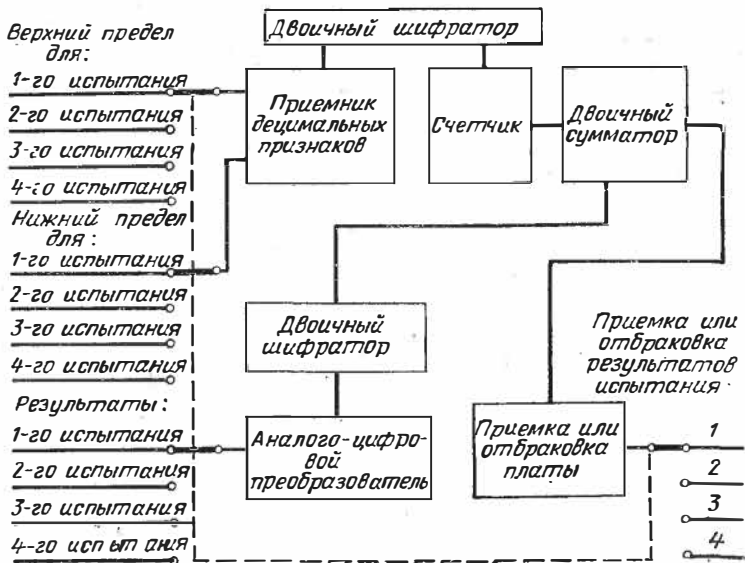 Верхний предел
для:
1-го испытания
2-го испытания
3-го испытания
4-го испытания
Нижний предел
для:
1-го испытания
2-го испытания
3-го испытания
4-го испытания
Результаты:
1-го испытания
2-го испытания
3-го испытания
4-го испытания
Двоичный шифратор
Приемник
децимальных
признаков
Счетчик
Двоичный
сумматор
Двоичный
шифратор
Аналого-цифро-
вой
преобразователь
Приемка или
отбраковка
платы
Приемка или
отбраковка
результатов
испытания
1
2
3
4